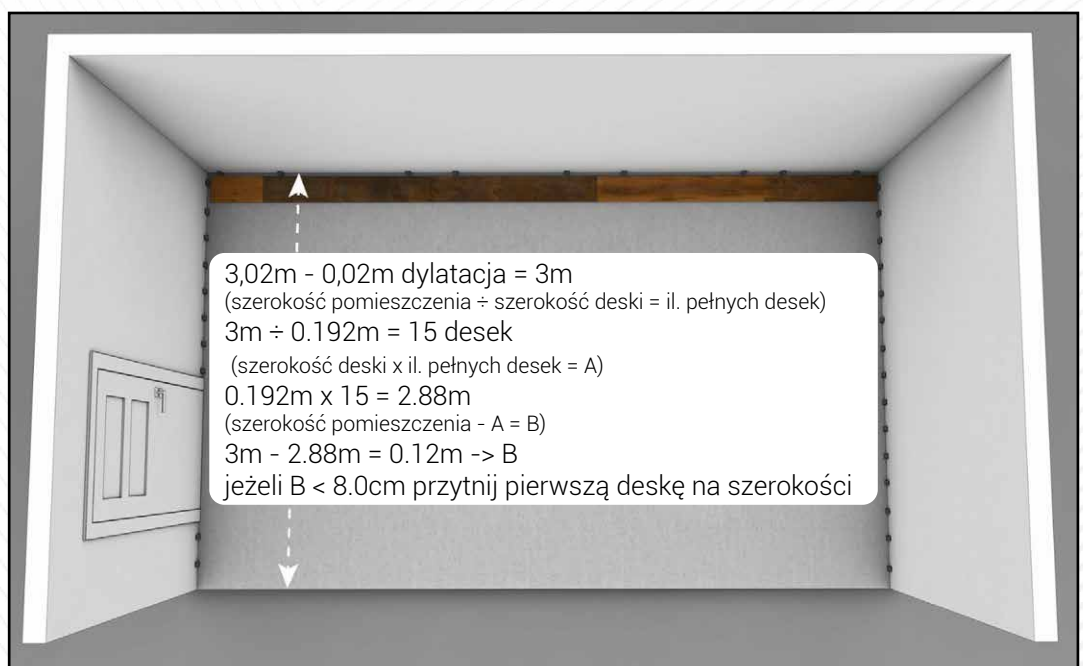 3,02m - 0,02m dylatacja = 3m
(szerokość pomieszczenia ÷ szerokość deski = il. pełnych desek)
3m ÷ 0.192m = 15 desek
(szerokość deski x il. pełnych desek = A)
0.192m x 15 = 2.88m
(szerokość pomieszczenia - A = B)
3m - 2.88m = 0.12m -> B
jeżeli B < 8.0cm przytnij pierwszą deskę na szerokości